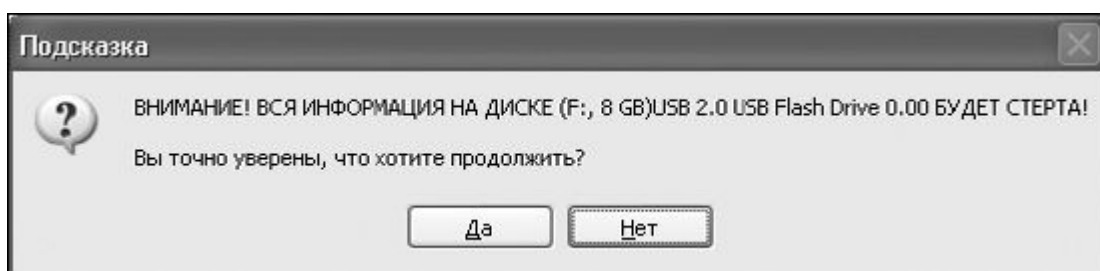 Подсказка
ВНИМАНИЕ! ВСЯ ИНФОРМАЦИЯ НА ДИСКЕ (F:, 8 GB)USB 2.0 USB Flash Drive 0.00 БУДЕТ СТЕРТА!
Вы точно уверены, что хотите продолжить?
Да
Нет